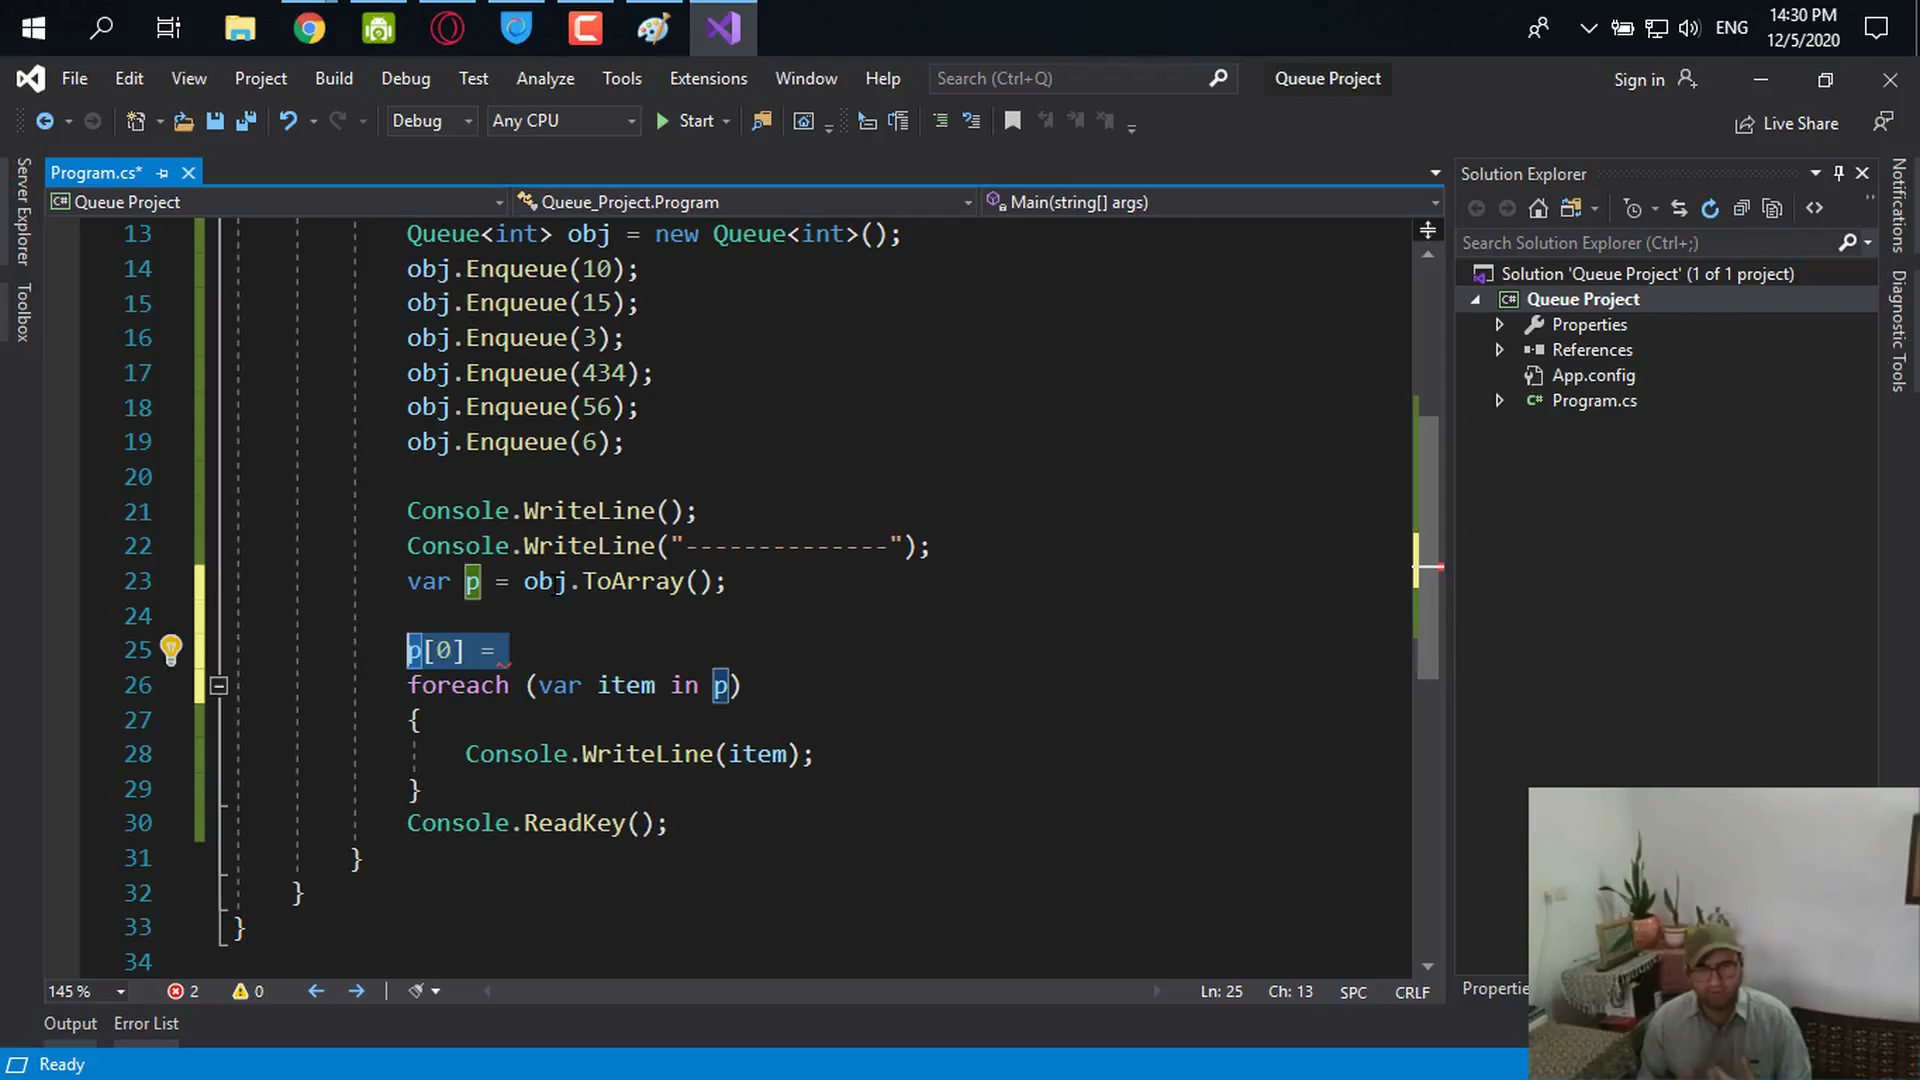 ENG
14:30 PM
12/5/2020
File Edit View Project Build Debug Test Analyze Tools Extensions Window Help Search (Ctrl+Q) Queue Project Sign in
Debug Any CPU Start Live Share
Server Explorer
Toolbox
Program.cs*
Queue Project Queue_Project.Program Main(string[] args)
13 Queue<int> obj = new Queue<int>();
14 obj.Enqueue(10);
15 obj.Enqueue(15);
16 obj.Enqueue(3);
17 obj.Enqueue(434);
18 obj.Enqueue(56);
19 obj.Enqueue(6);
20
21 Console.WriteLine();
22 Console.WriteLine("--------------");
23 var p = obj.ToArray();
24
25 p[0] =
26 foreach (var item in p)
27 {
28 Console.WriteLine(item);
29 }
30 Console.ReadKey();
31 }
32 }
33 }
34
145 % 2 0 Ln: 25 Ch: 13 SPC CRLF
Output Error List
Ready
Solution Explorer
Search Solution Explorer (Ctrl+;)
Solution 'Queue Project' (1 of 1 project)
C# Queue Project
Properties
References
App.config
C# Program.cs
Propertie
Notifications
Diagnostic Tools